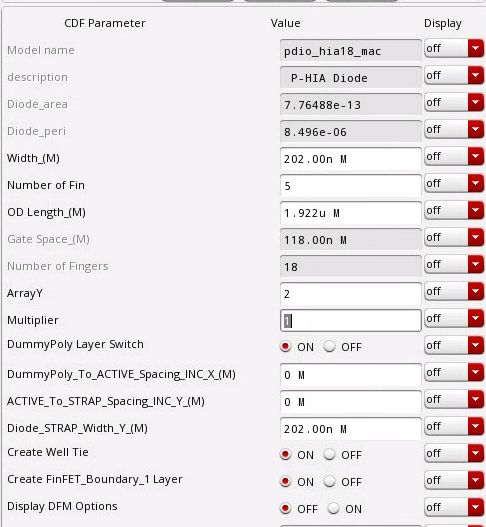 CDF Parameter Value Display
Model name pdio_hia18_mac off
description P-HIA Diode off
Diode_area 7.76488e-13 off
Diode_peri 8.496e-06 off
Width_(M) 202.00n M off
Number of Fin 5 off
OD Length_(M) 1.922u M off
Gate Space_(M) 118.00n M off
Number of Fingers 18 off
ArrayY 2 off
Multiplier 1 off
DummyPoly Layer Switch ON OFF off
DummyPoly_To_ACTIVE_Spacing_INC_X_(M) 0 M off
ACTIVE_To_STRAP_Spacing_INC_Y_(M) 0 M off
Diode_STRAP_Width_Y_(M) 202.00n M off
Create Well Tie ON OFF off
Create FinFET_Boundary_1 Layer ON OFF off
Display DFM Options OFF ON off